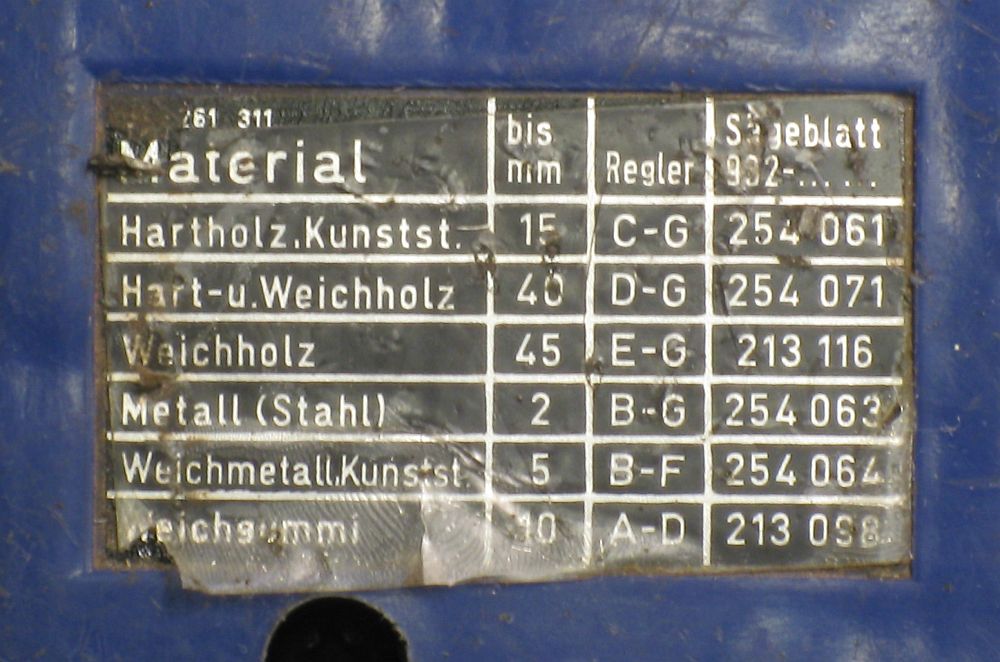 261 311
Material bis mm Regler Sägeblatt 932-... ...
Hartholz.Kunstst. 15 C-G 254 061
Hart-u.Weichholz 40 D-G 254 071
Weichholz 45 E-G 213 116
Metall (Stahl) 2 B-G 254 063
Weichmetall.Kunstst. 5 B-F 254 064
Weichgummi 10 A-D 213